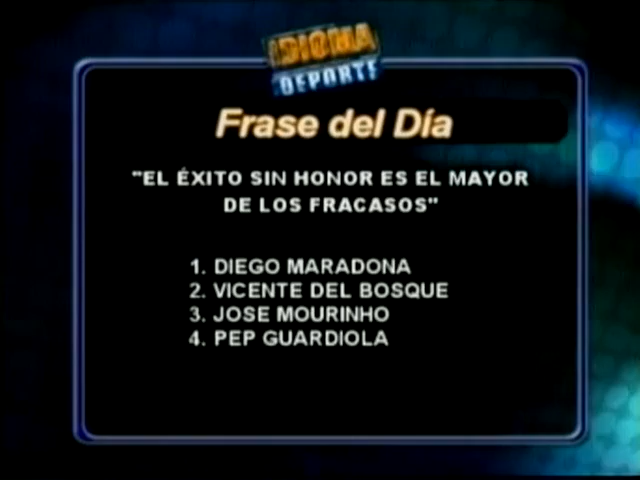 IDIOMA
DEPORTE
Frase del Día
"EL ÉXITO SIN HONOR ES EL MAYOR
DE LOS FRACASOS"
1. DIEGO MARADONA
2. VICENTE DEL BOSQUE
3. JOSE MOURINHO
4. PEP GUARDIOLA